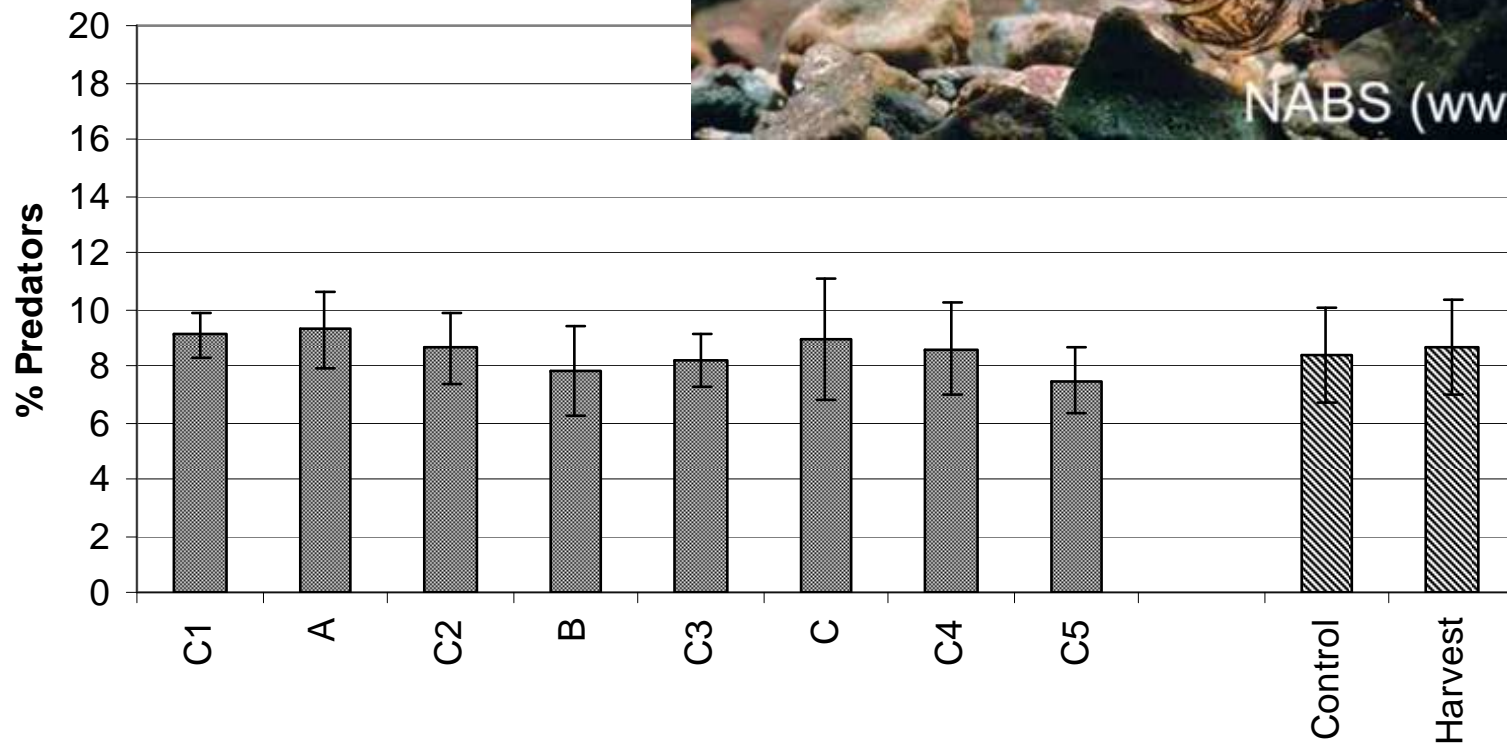 NABS (ww
% Predators
20
18
16
14
12
10
8
6
4
2
0
C1
A
C2
B
C3
C
C4
C5
Control
Harvest